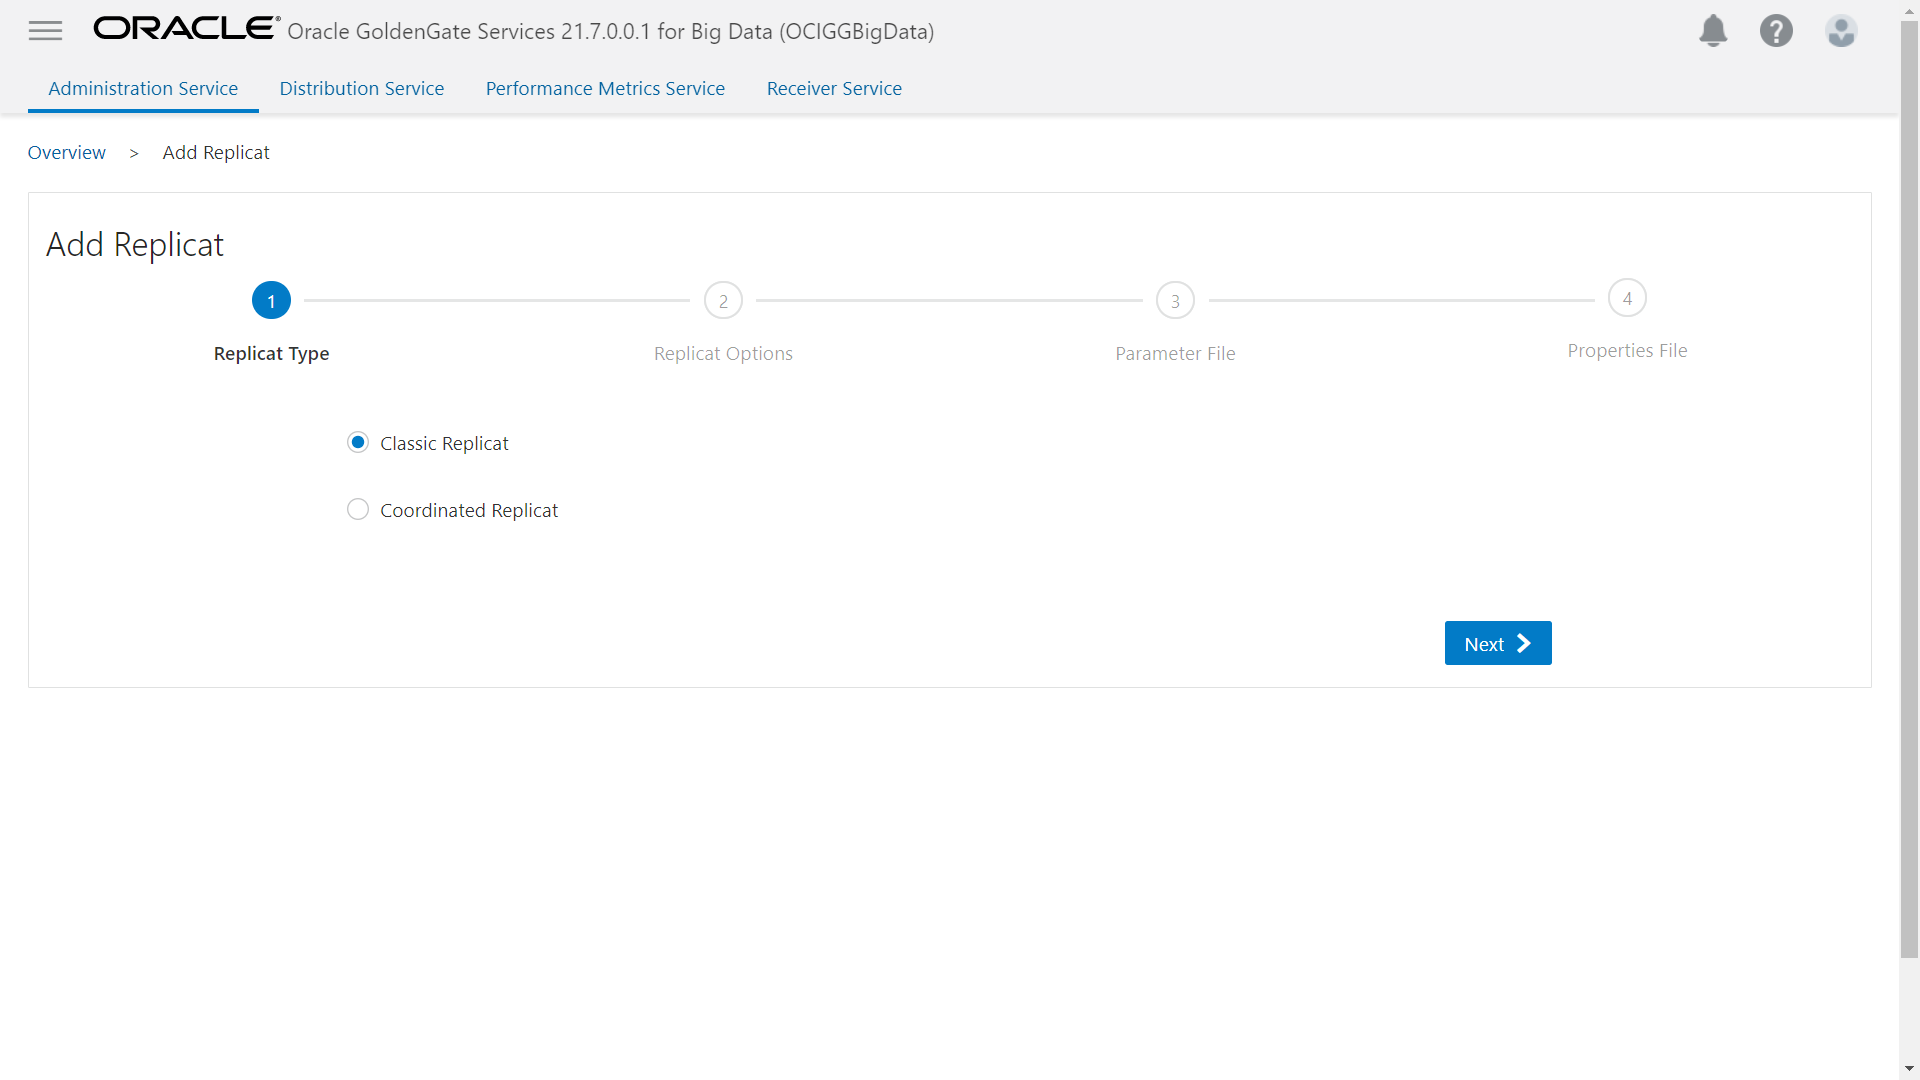 ORACLE® Oracle GoldenGate Services 21.7.0.0.1 for Big Data (OCIGGBigData)
Administration Service Distribution Service Performance Metrics Service Receiver Service
Overview > Add Replicat
Add Replicat
1 2 3 4
Replicat Type Replicat Options Parameter File Properties File
Classic Replicat
Coordinated Replicat
Next